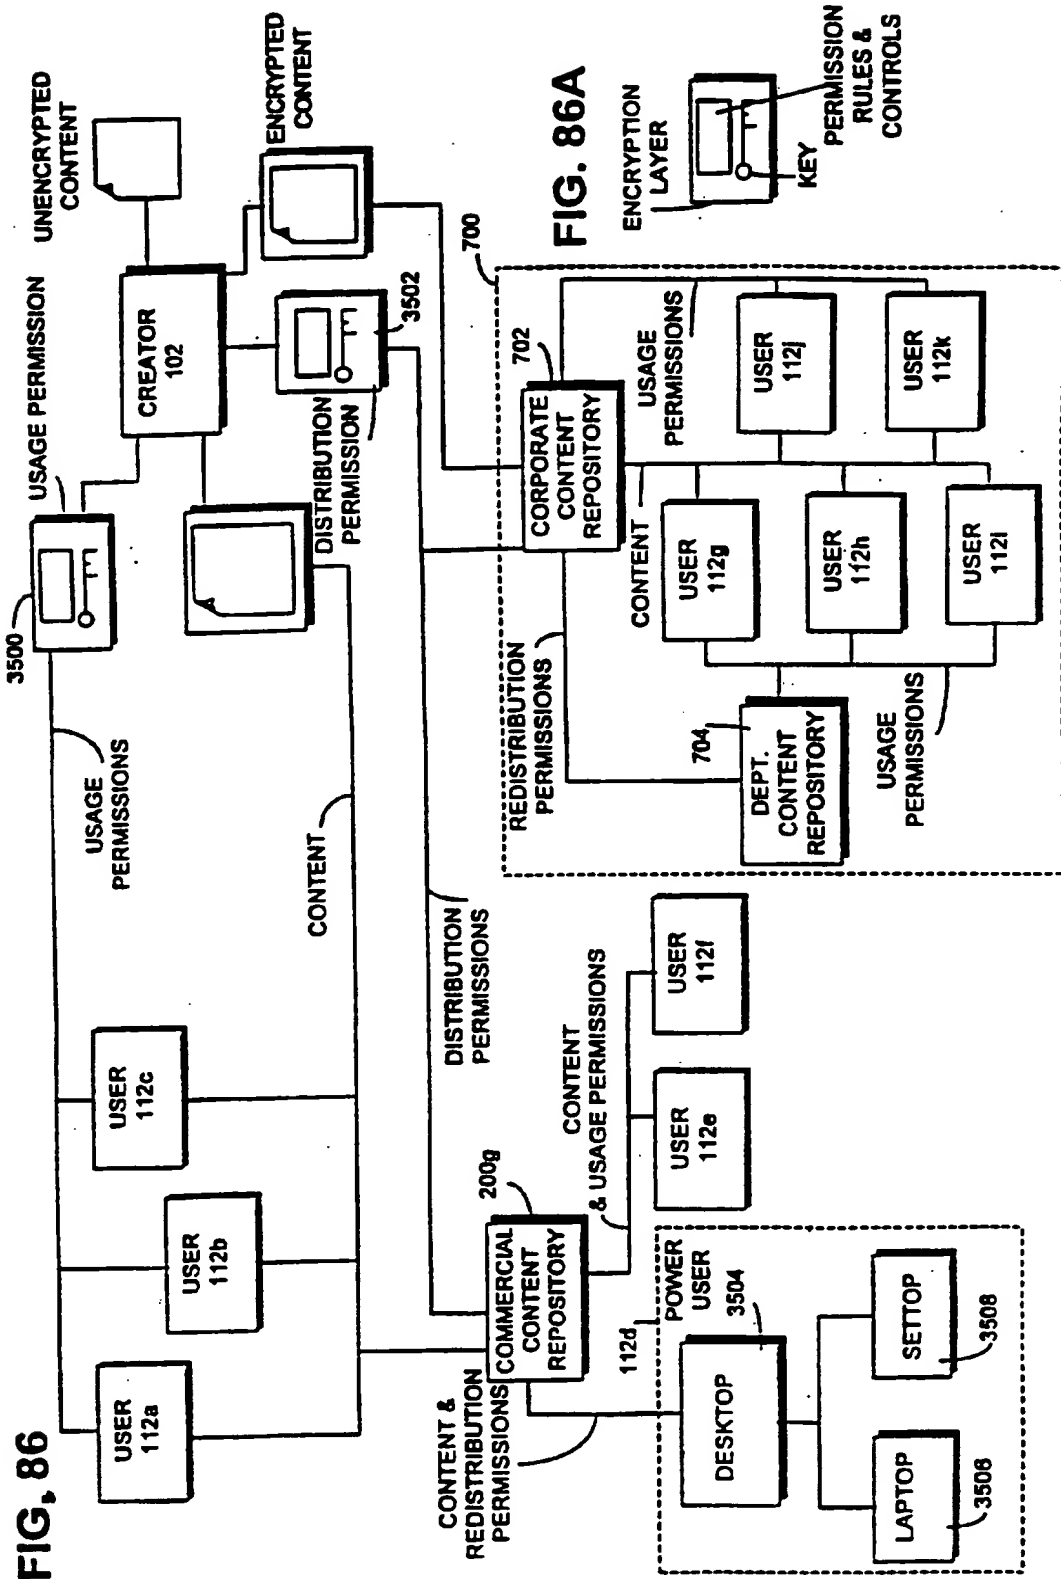 FIG. 86
3500
USAGE PERMISSION
UNENCRYPTED
CONTENT
USAGE
PERMISSIONS
CREATOR
102
ENCRYPTED
CONTENT
DISTRIBUTION
PERMISSION
3502
CONTENT
USER
112a
USER
112b
USER
112c
DISTRIBUTION
PERMISSIONS
COMMERCIAL
CONTENT
REPOSITORY
200g
CONTENT &
REDISTRIBUTION
PERMISSIONS
CONTENT
& USAGE PERMISSIONS
112d
POWER
USER
3504
DESKTOP
LAPTOP
3508
SETTOP
3508
USER
112e
USER
112f
700
702
CORPORATE
CONTENT
REPOSITORY
REDISTRIBUTION
PERMISSIONS
CONTENT
USAGE
PERMISSIONS
704
DEPT.
CONTENT
REPOSITORY
USER
112g
USER
112h
USER
112i
USER
112j
USER
112k
USAGE
PERMISSIONS
FIG. 86A
ENCRYPTION
LAYER
KEY
PERMISSION
RULES &
CONTROLS